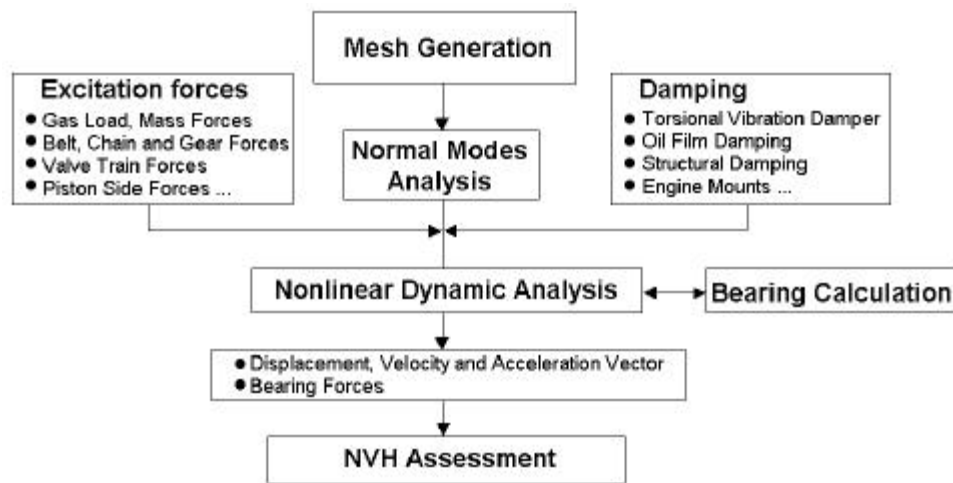 Mesh Generation
Excitation forces
● Gas Load, Mass Forces
● Belt, Chain and Gear Forces
● Valve Train Forces
● Piston Side Forces ...
Damping
● Torsional Vibration Damper
● Oil Film Damping
● Structural Damping
● Engine Mounts ...
Normal Modes
Analysis
Nonlinear Dynamic Analysis
Bearing Calculation
● Displacement, Velocity and Acceleration Vector
● Bearing Forces
NVH Assessment